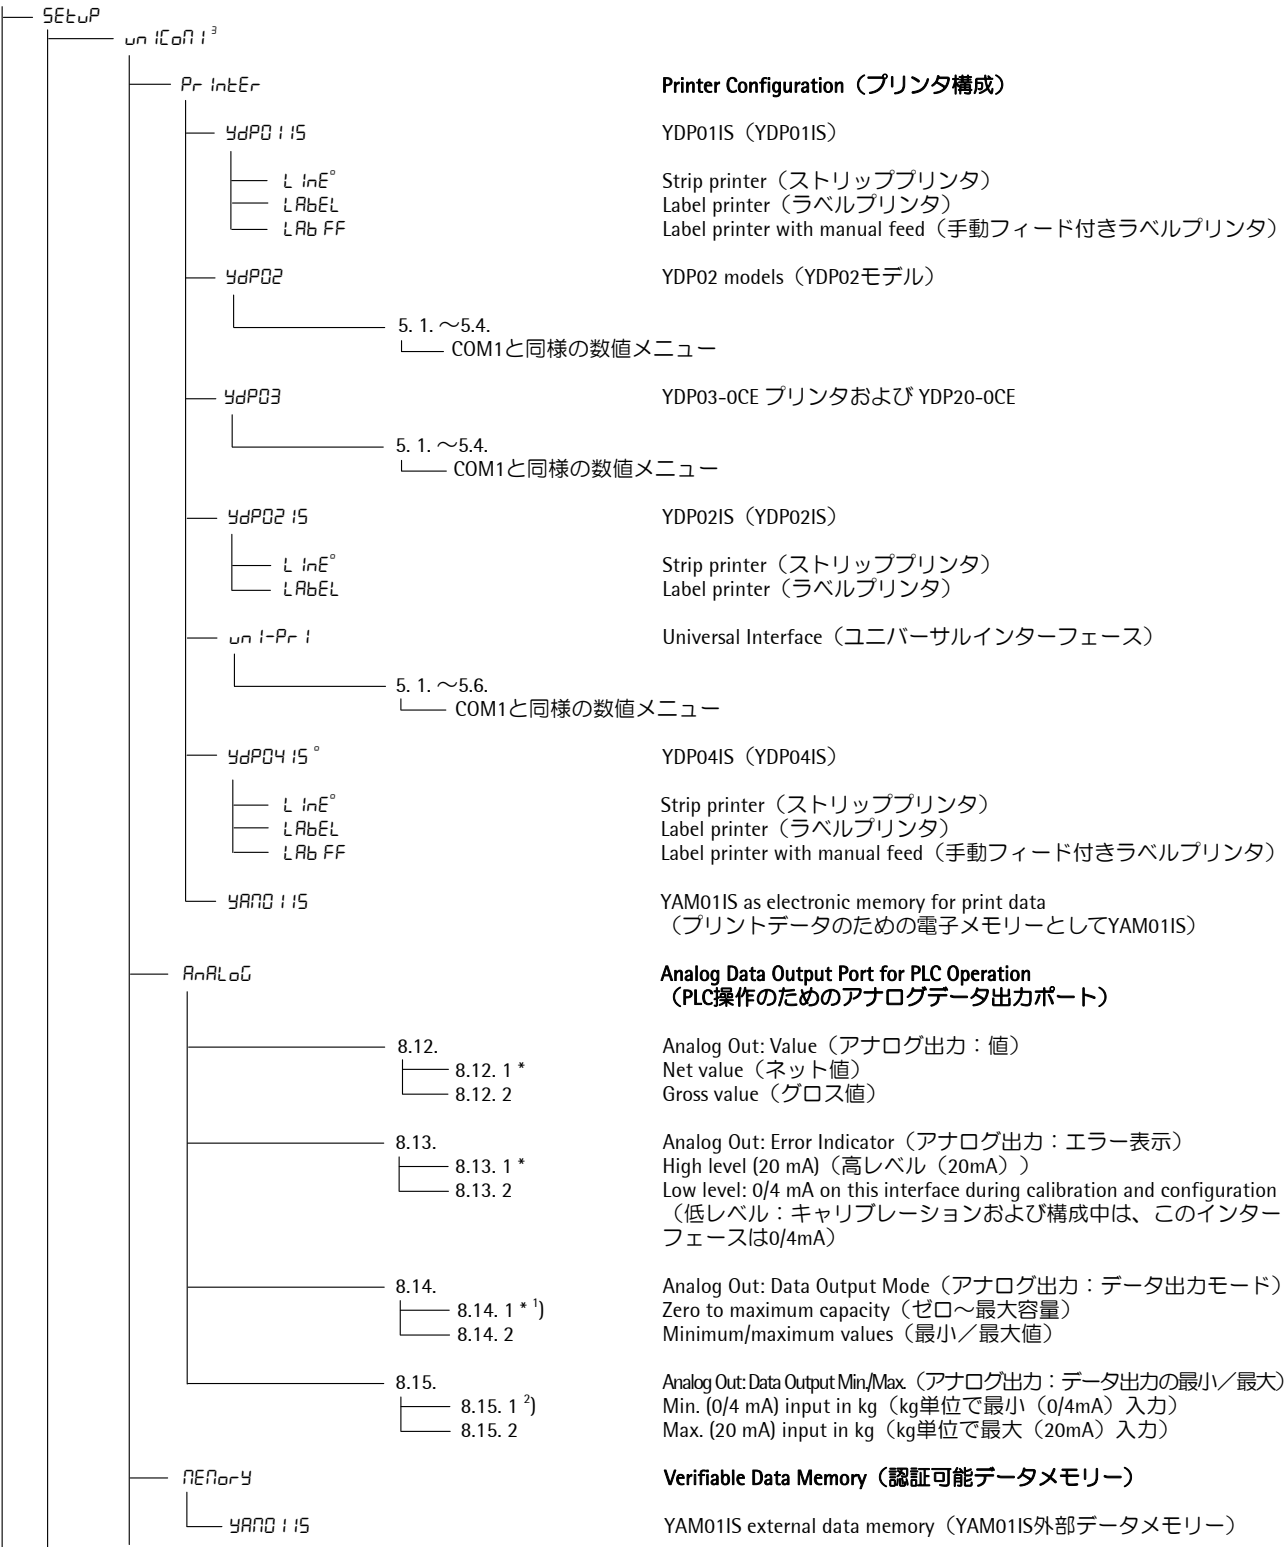 SEtuP
uniCoM1 ³
PrintEr Printer Configuration（プリンタ構成）
YdP011S YDP01IS（YDP01IS）
LinE° Strip printer（ストリッププリンタ）
LAbEL Label printer（ラベルプリンタ）
LAb FF Label printer with manual feed（手動フィード付きラベルプリンタ）
YdP02 YDP02 models（YDP02モデル）
5. 1. ～5.4.
COM1と同様の数値メニュー
YdP03 YDP03-0CE プリンタおよび YDP20-0CE
5. 1. ～5.4.
COM1と同様の数値メニュー
YdP021S YDP02IS（YDP02IS）
LinE° Strip printer（ストリッププリンタ）
LAbEL Label printer（ラベルプリンタ）
uni-Pri Universal Interface（ユニバーサルインターフェース）
5. 1. ～5.6.
COM1と同様の数値メニュー
YdP041S ° YDP04IS（YDP04IS）
LinE° Strip printer（ストリッププリンタ）
LAbEL Label printer（ラベルプリンタ）
LAb FF Label printer with manual feed（手動フィード付きラベルプリンタ）
YAM011S YAM01IS as electronic memory for print data
（プリントデータのための電子メモリーとしてYAM01IS）
AnALoG Analog Data Output Port for PLC Operation
（PLC操作のためのアナログデータ出力ポート）
8.12. Analog Out: Value（アナログ出力：値）
8.12. 1 * Net value（ネット値）
8.12. 2 Gross value（グロス値）
8.13. Analog Out: Error Indicator（アナログ出力：エラー表示）
8.13. 1 * High level (20 mA)（高レベル（20mA））
8.13. 2 Low level: 0/4 mA on this interface during calibration and configuration
（低レベル：キャリブレーションおよび構成中は、このインター
フェースは0/4mA）
8.14. Analog Out: Data Output Mode（アナログ出力：データ出力モード）
8.14. 1 * ¹) Zero to maximum capacity（ゼロ～最大容量）
8.14. 2 Minimum/maximum values（最小／最大値）
8.15. Analog Out: Data Output Min./Max.（アナログ出力：データ出力の最小／最大）
8.15. 1 ²) Min. (0/4 mA) input in kg（kg単位で最小（0/4mA）入力）
8.15. 2 Max. (20 mA) input in kg（kg単位で最大（20mA）入力）
MEMorY Verifiable Data Memory（認証可能データメモリー）
YAM011S YAM01IS external data memory（YAM01IS外部データメモリー）